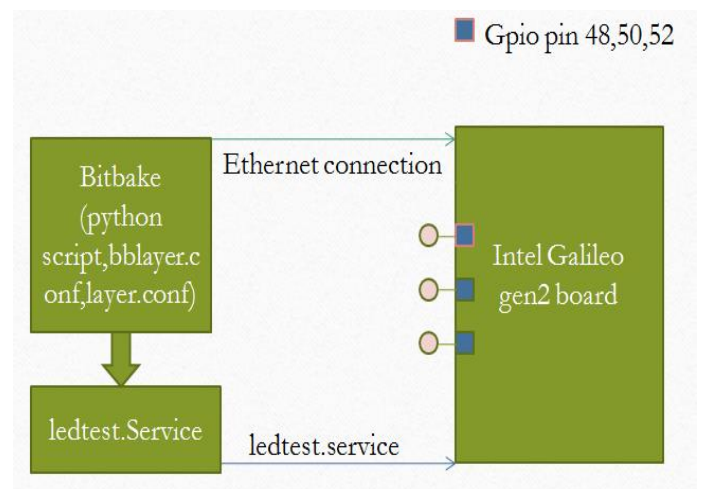 Gpio pin 48,50,52
Ethernet connection
Bitbake
(python
script,bblayer.c
onf,layer.conf)
Intel Galileo
gen2 board
ledtest.Service
ledtest.service